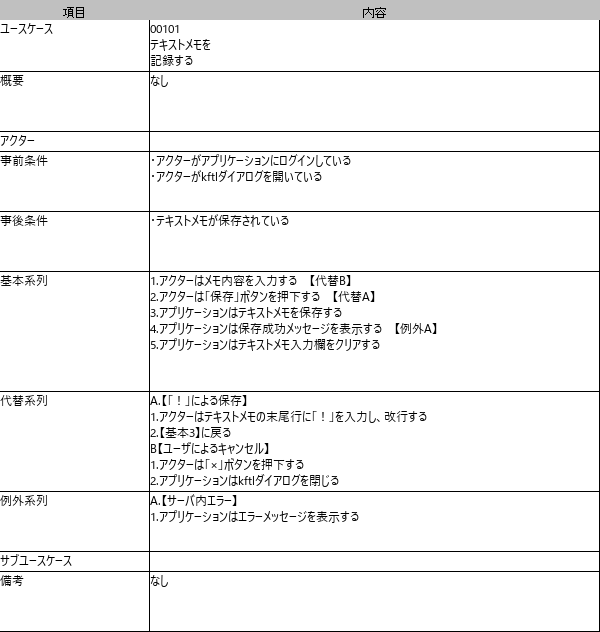 項目 内容
ユースケース 00101
テキストメモを
記録する
概要 なし
アクター
事前条件 ・アクターがアプリケーションにログインしている
・アクターがkftlダイアログを開いている
事後条件 ・テキストメモが保存されている
基本系列 1.アクターはメモ内容を入力する 【代替B】
2.アクターは「保存」ボタンを押下する 【代替A】
3.アプリケーションはテキストメモを保存する
4.アプリケーションは保存成功メッセージを表示する 【例外A】
5.アプリケーションはテキストメモ入力欄をクリアする
代替系列 A.【「！」による保存】
1.アクターはテキストメモの末尾行に「！」を入力し、改行する
2.【基本3】に戻る
B【ユーザによるキャンセル】
1.アクターは「×」ボタンを押下する
2.アプリケーションはkftlダイアログを閉じる
例外系列 A.【サーバ内エラー】
1.アプリケーションはエラーメッセージを表示する
サブユースケース
備考 なし